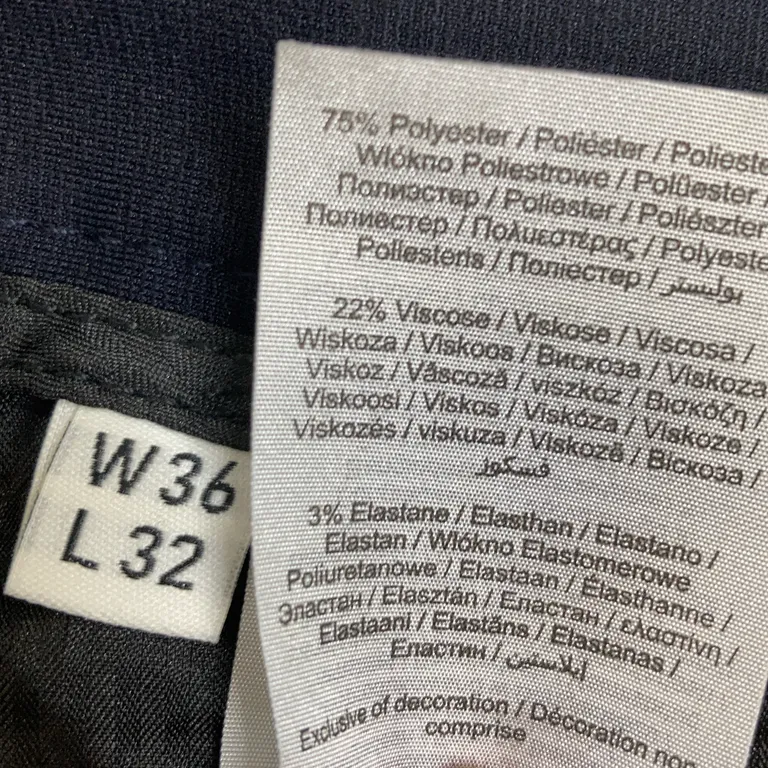 W 36
L 32
75% Polyester / Poliéster / Polieste
Włókno Poliestrowe / Polüester /
Полиэстер / Poliester / Poliészter
Полиестер / Πολυεστέρας / Polyeste
Poliesteris / Поліестер / بوليستر
22% Viscose / Viskose / Viscosa /
Wiskoza / Viskoos / Вискоза / Viskoza
Viskoz / Vâscoză / viszkóz / Βισκόζη /
Viskoosi / Viskos / Viskóza / Viskoze /
Viskozės / viskuza / Viskozë / Віскоза /
فسكوز
3% Elastane / Elasthan / Elastano /
Elastan / Włókno Elastomerowe
Poliuretanowe / Elastaan / Élasthanne /
Эластан / Elasztán / Еластан / ελαστίνη /
Elastaani / Elastāns / Elastanas /
Еластин / إيلاستين
Exclusive of decoration / Décoration non
comprise